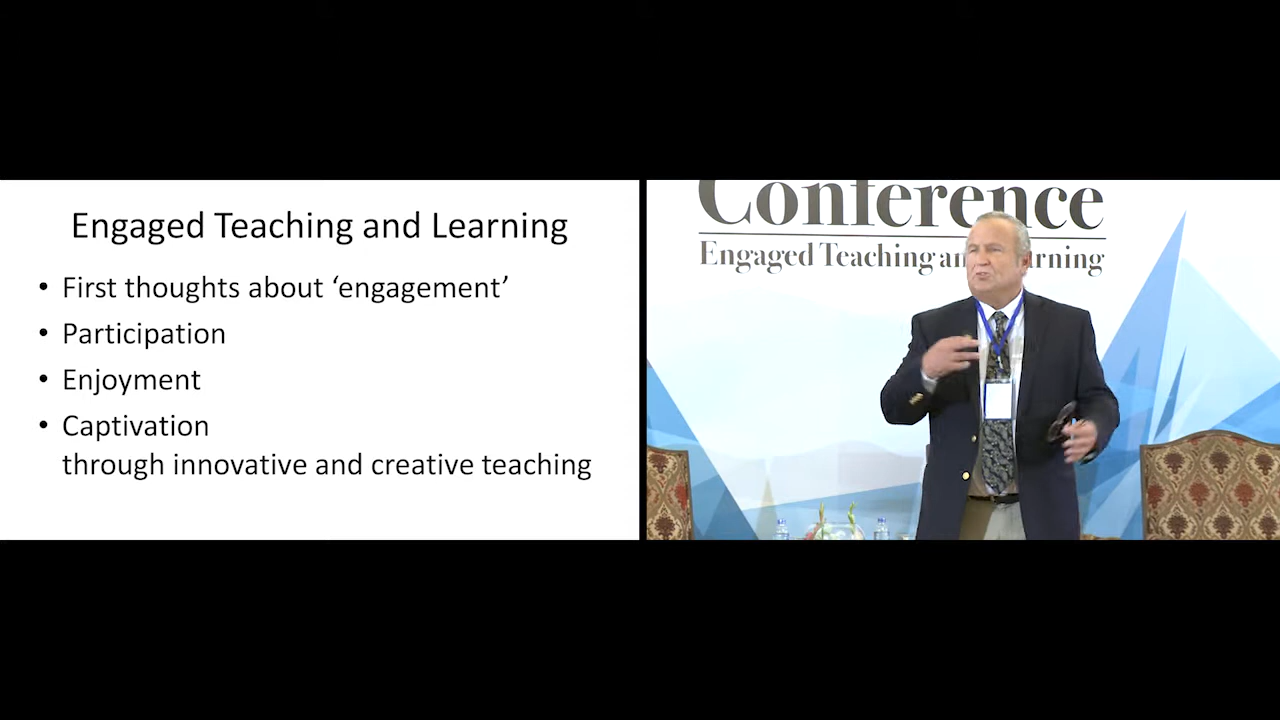 Engaged Teaching and Learning
• First thoughts about ‘engagement’
• Participation
• Enjoyment
• Captivation
through innovative and creative teaching
Conference
Engaged Teaching an rning